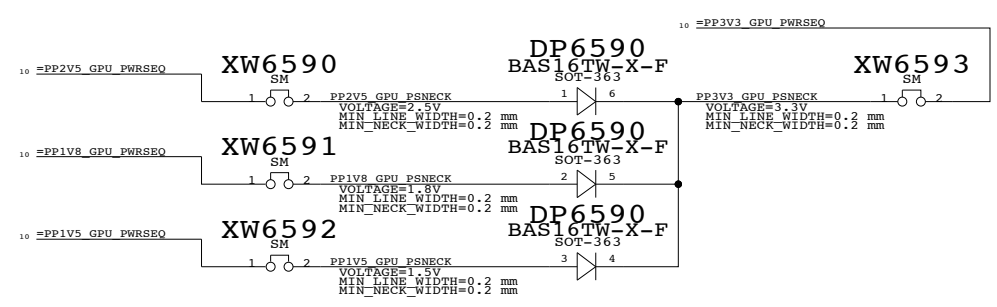 10 =PP3V3_GPU_PWRSEQ
10 =PP2V5_GPU_PWRSEQ
XW6590
SM
1 2
PP2V5_GPU_PSNECK
VOLTAGE=2.5V
MIN_LINE_WIDTH=0.2 mm
MIN_NECK_WIDTH=0.2 mm
DP6590
BAS16TW-X-F
SOT-363
1 6
PP3V3_GPU_PSNECK
VOLTAGE=3.3V
MIN_LINE_WIDTH=0.2 mm
MIN_NECK_WIDTH=0.2 mm
XW6593
SM
1 2
10 =PP1V8_GPU_PWRSEQ
XW6591
SM
1 2
PP1V8_GPU_PSNECK
VOLTAGE=1.8V
MIN_LINE_WIDTH=0.2 mm
MIN_NECK_WIDTH=0.2 mm
DP6590
BAS16TW-X-F
SOT-363
2 5
10 =PP1V5_GPU_PWRSEQ
XW6592
SM
1 2
PP1V5_GPU_PSNECK
VOLTAGE=1.5V
MIN_LINE_WIDTH=0.2 mm
MIN_NECK_WIDTH=0.2 mm
DP6590
BAS16TW-X-F
SOT-363
3 4